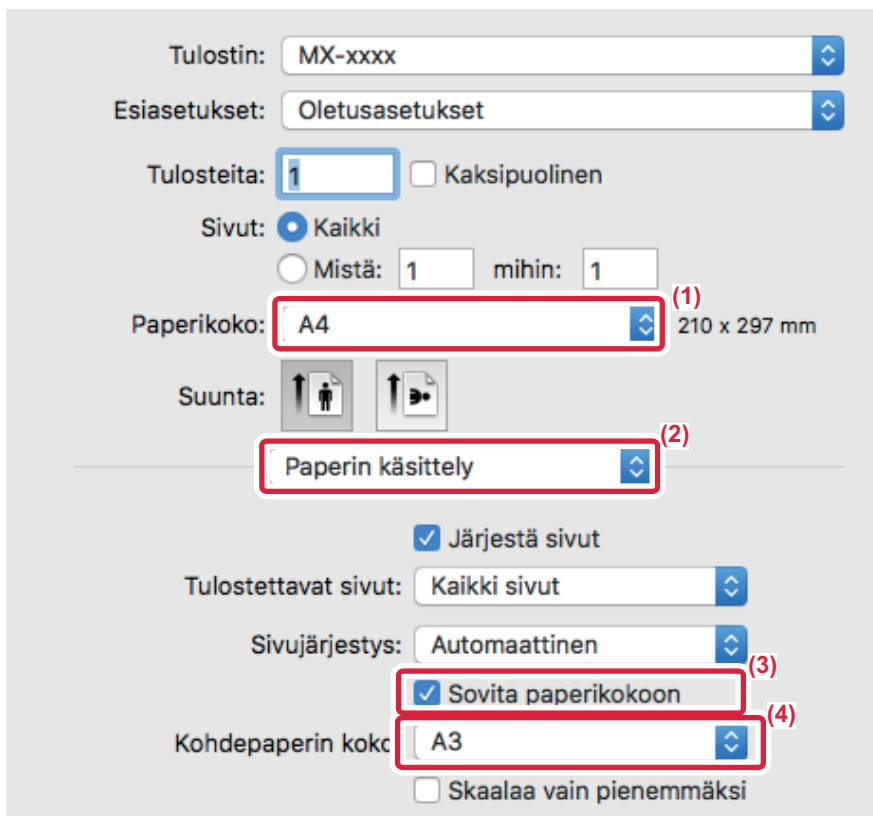 Tulostin: MX-xxxx
Esiasetukset: Oletusasetukset
Tulosteita: 1 Kaksipuolinen
Sivut: Kaikki
Mistä: 1 mihin: 1
(1)
Paperikoko: A4 210 x 297 mm
Suunta:
(2)
Paperin käsittely
Järjestä sivut
Tulostettavat sivut: Kaikki sivut
Sivujärjestys: Automaattinen
(3)
Sovita paperikokoon
(4)
Kohdepaperin koko A3
Skaalaa vain pienemmäksi